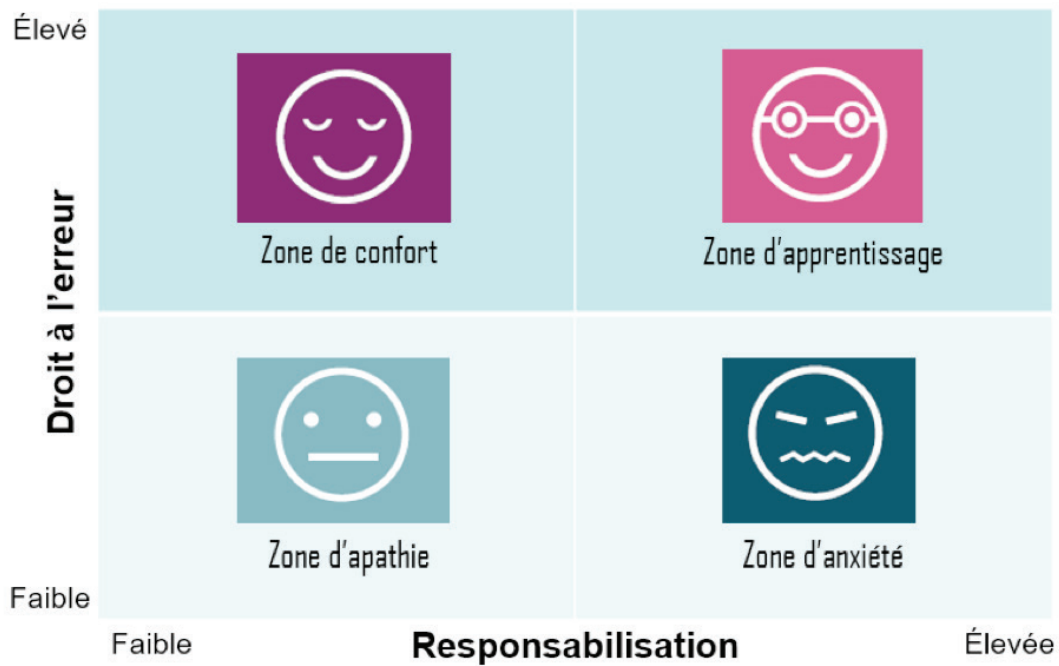 Élevé
Zone de confort
Zone d'apprentissage
Droit à l'erreur
Zone d'apathie
Zone d'anxiété
Faible
Faible
Responsabilisation
Élevée